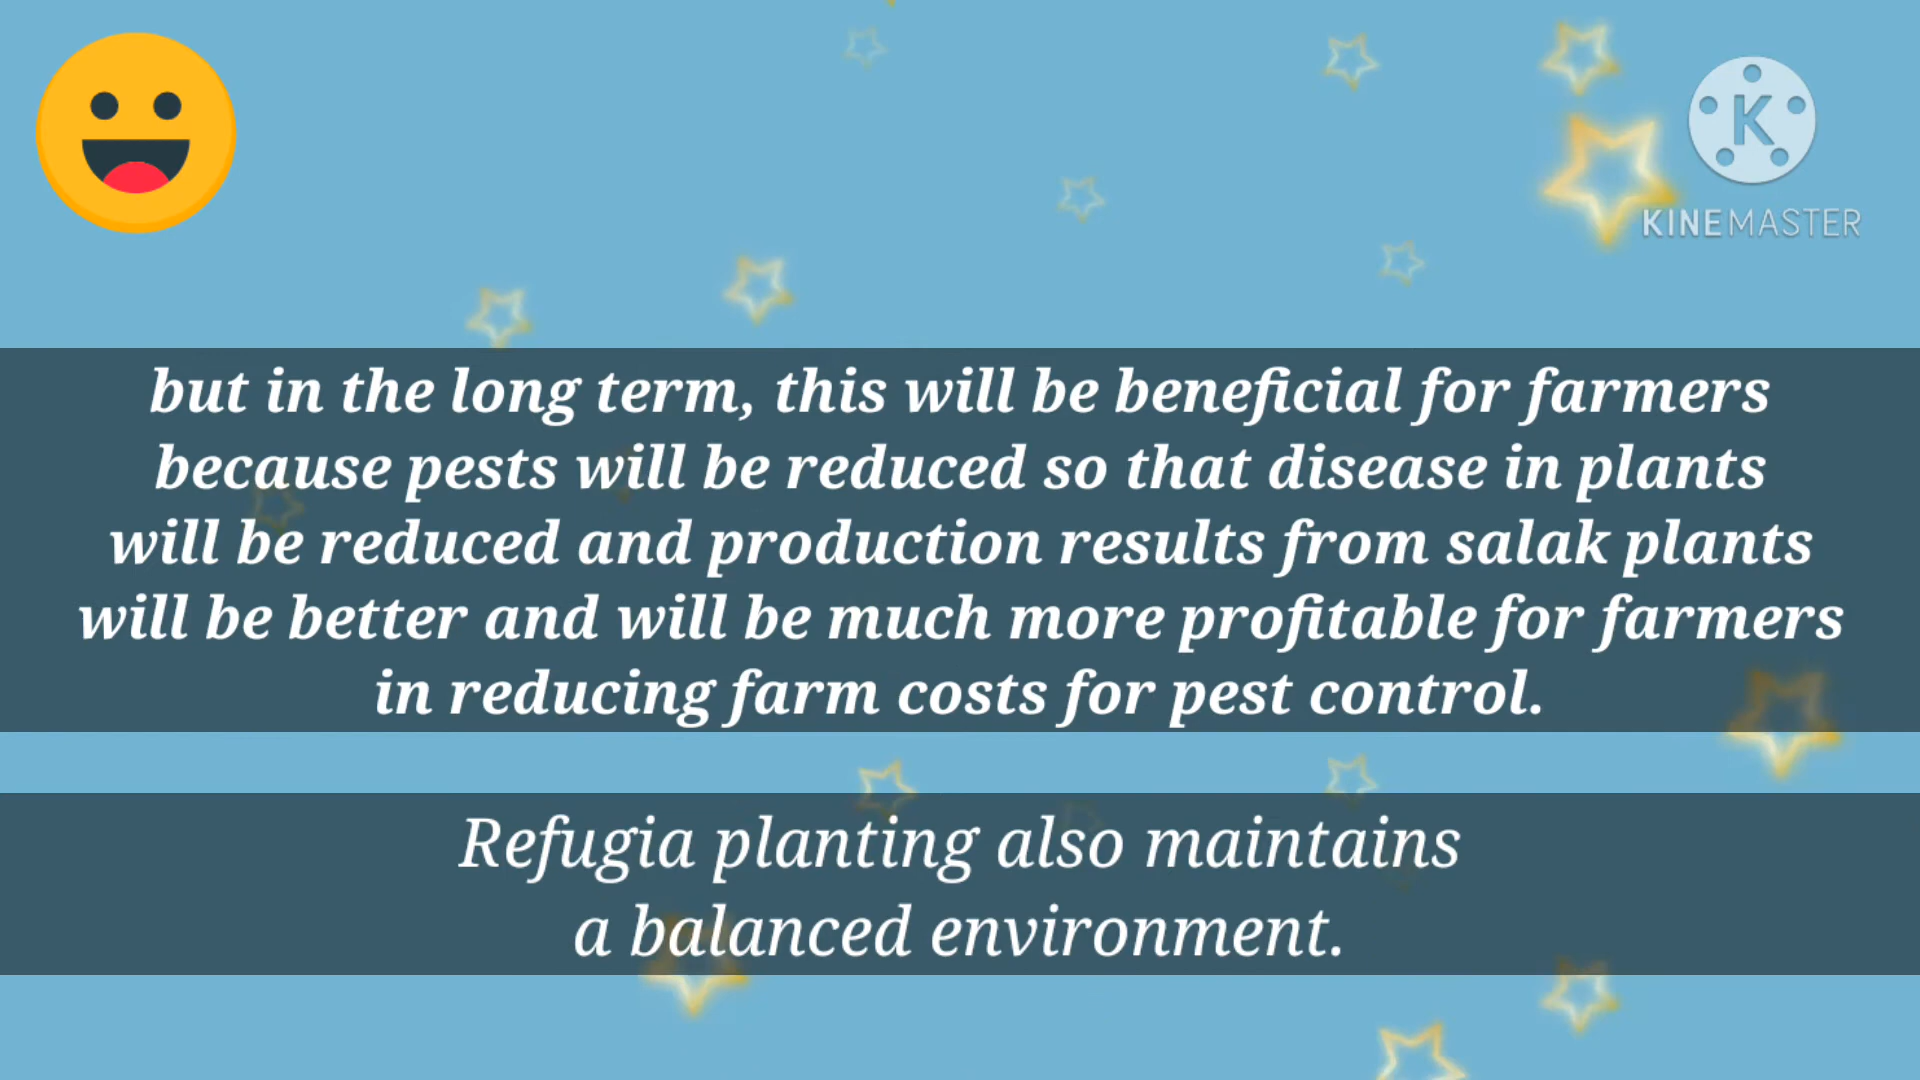 K
KINEMASTER
but in the long term, this will be beneficial for farmers
because pests will be reduced so that disease in plants
will be reduced and production results from salak plants
will be better and will be much more profitable for farmers
in reducing farm costs for pest control.
Refugia planting also maintains
a balanced environment.